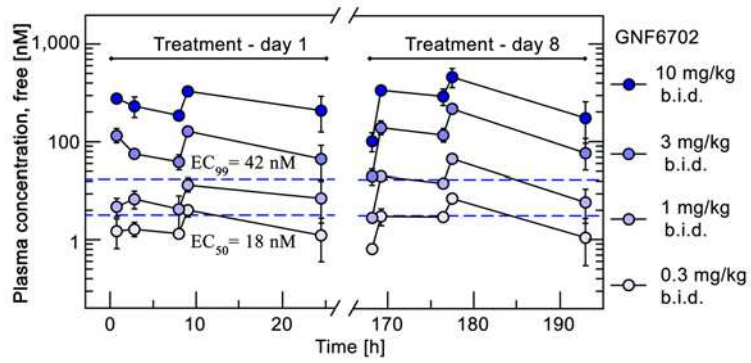 Treatment - day 1
Treatment - day 8
GNF6702
Plasma concentration, free [nM]
1,000
100
1
EC99= 42 nM
EC50= 18 nM
10 mg/kg
b.i.d.
3 mg/kg
b.i.d.
1 mg/kg
b.i.d.
0.3 mg/kg
b.i.d.
0
10
20
170
180
190
Time [h]